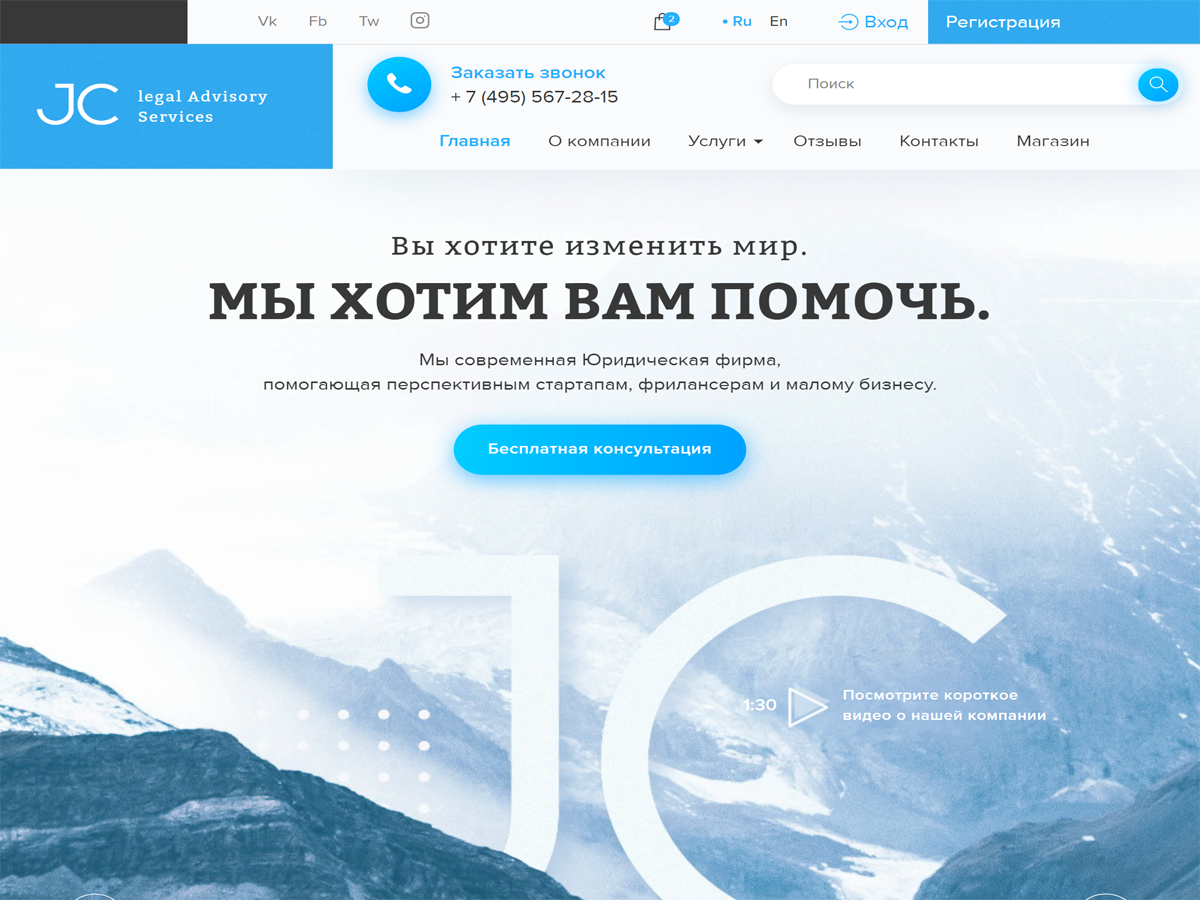 Vk Fb Tw 2 • Ru En Вход Регистрация
JC legal Advisory
Services
Заказать звонок
+ 7 (495) 567-28-15
Поиск
Главная О компании Услуги Отзывы Контакты Магазин
Вы хотите изменить мир.
МЫ ХОТИМ ВАМ ПОМОЧЬ.
Мы современная Юридическая фирма,
помогающая перспективным стартапам, фрилансерам и малому бизнесу.
Бесплатная консультация
JC
1:30 Посмотрите короткое
видео о нашей компании